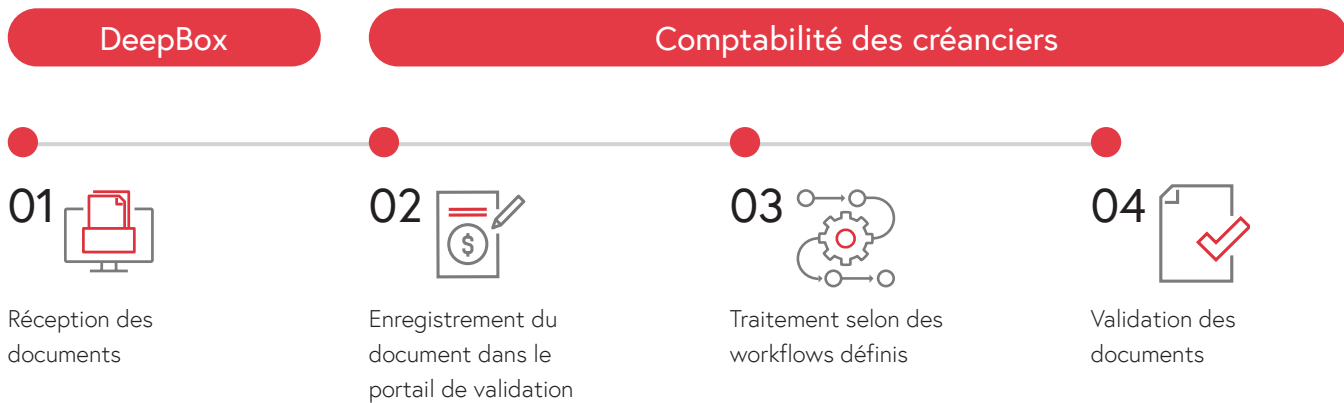 DeepBox
Comptabilité des créanciers
01
Réception des
documents
02
$
Enregistrement du
document dans le
portail de validation
03
Traitement selon des
workflows définis
04
Validation des
documents